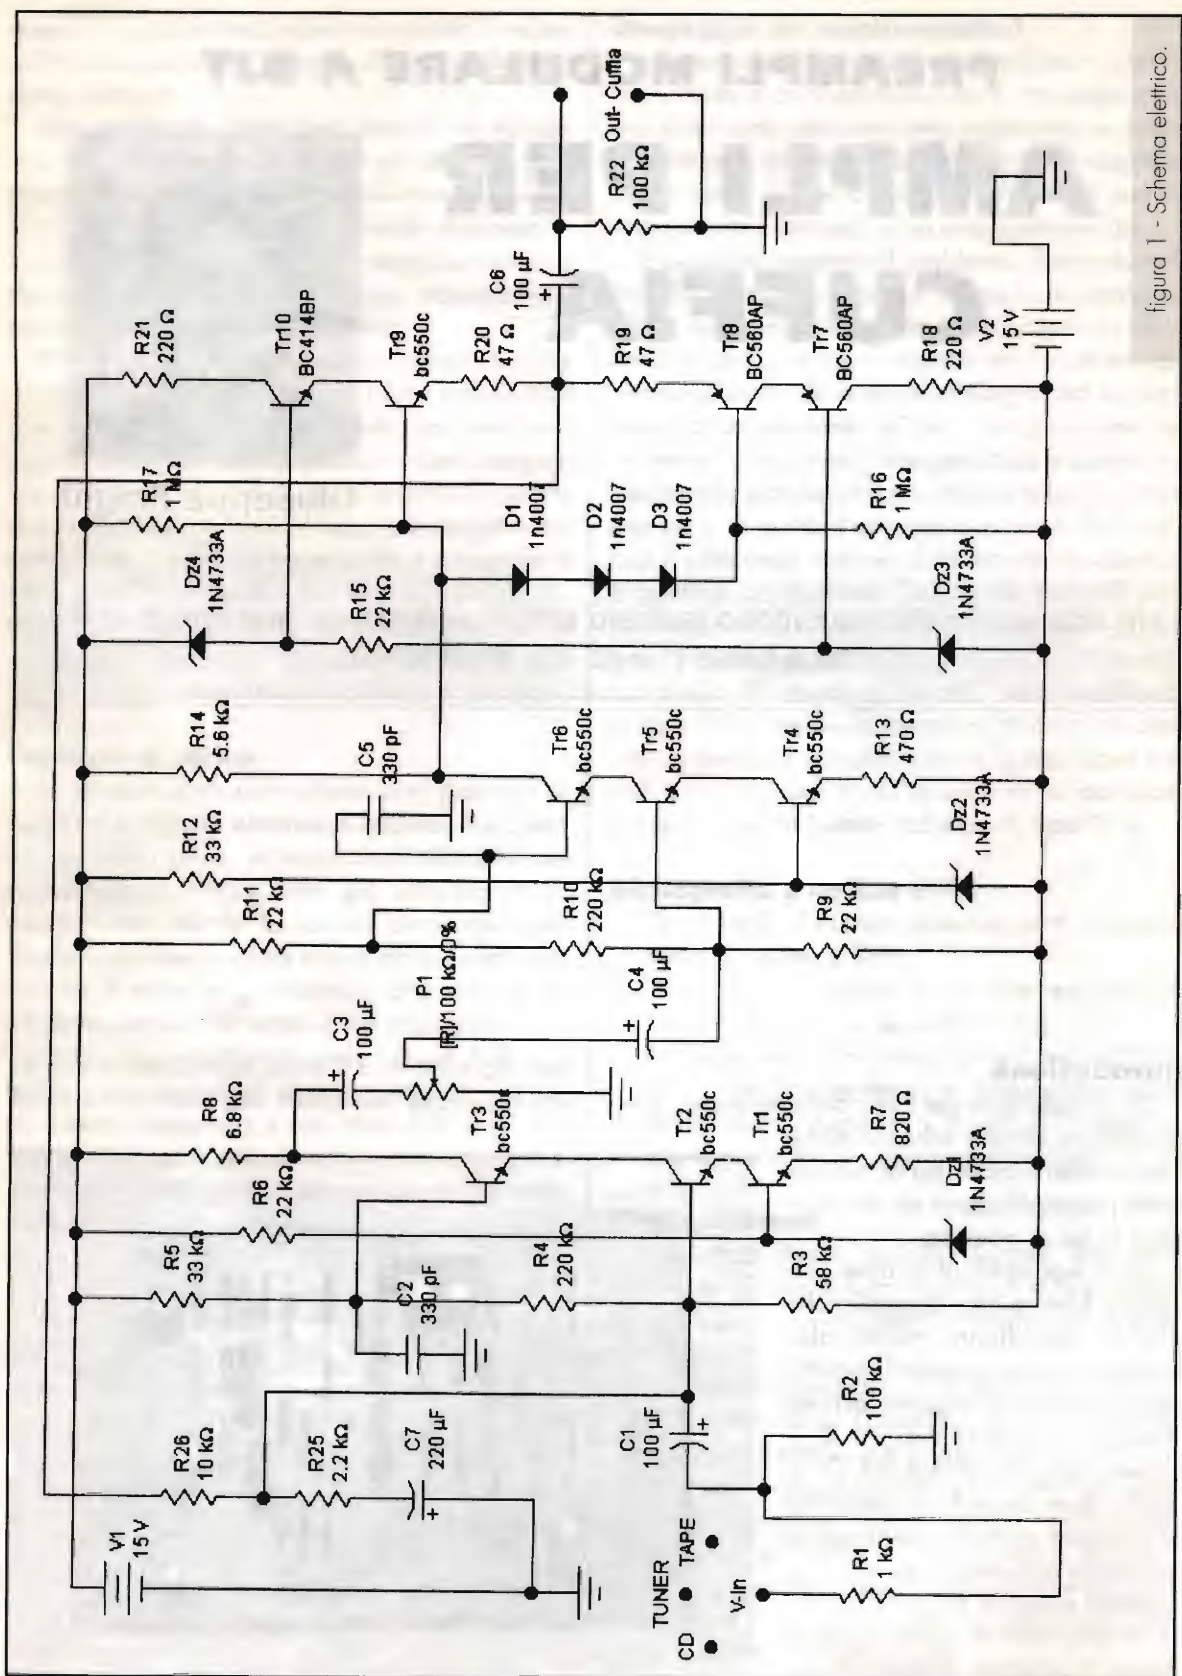 figura 1 - Schema elettrico.
V1
15 V
R26
10 kΩ
R25
2.2 kΩ
C7
220 µF
+
CD
TUNER
TAPE
V-In
R1
1 kΩ
R2
100 kΩ
C1
100 µF
+
R5
33 kΩ
C2
330 pF
R4
220 kΩ
R3
58 kΩ
R6
22 kΩ
R8
6.8 kΩ
Tr3
bc550c
Tr2
bc550c
Tr1
bc550c
R7
820 Ω
Dz1
1N4733A
C3
100 µF
+
P1
[R]/100 kΩ/0%
C4
100 µF
+
R11
22 kΩ
R12
33 kΩ
R10
220 kΩ
R9
22 kΩ
R14
5.6 kΩ
C5
330 pF
Tr6
bc550c
Tr5
bc550c
Tr4
bc550c
R13
470 Ω
Dz2
1N4733A
Dz4
1N4733A
R15
22 kΩ
Dz3
1N4733A
R17
1 MΩ
D1
1n4007
D2
1n4007
D3
1n4007
R16
1 MΩ
R21
220 Ω
Tr10
BC414BP
Tr9
bc550c
R20
47 Ω
R19
47 Ω
Tr8
BC560AP
Tr7
BC560AP
R18
220 Ω
C6
100 µF
+
R22
100 kΩ
Out- Cuffia
V2
15 V